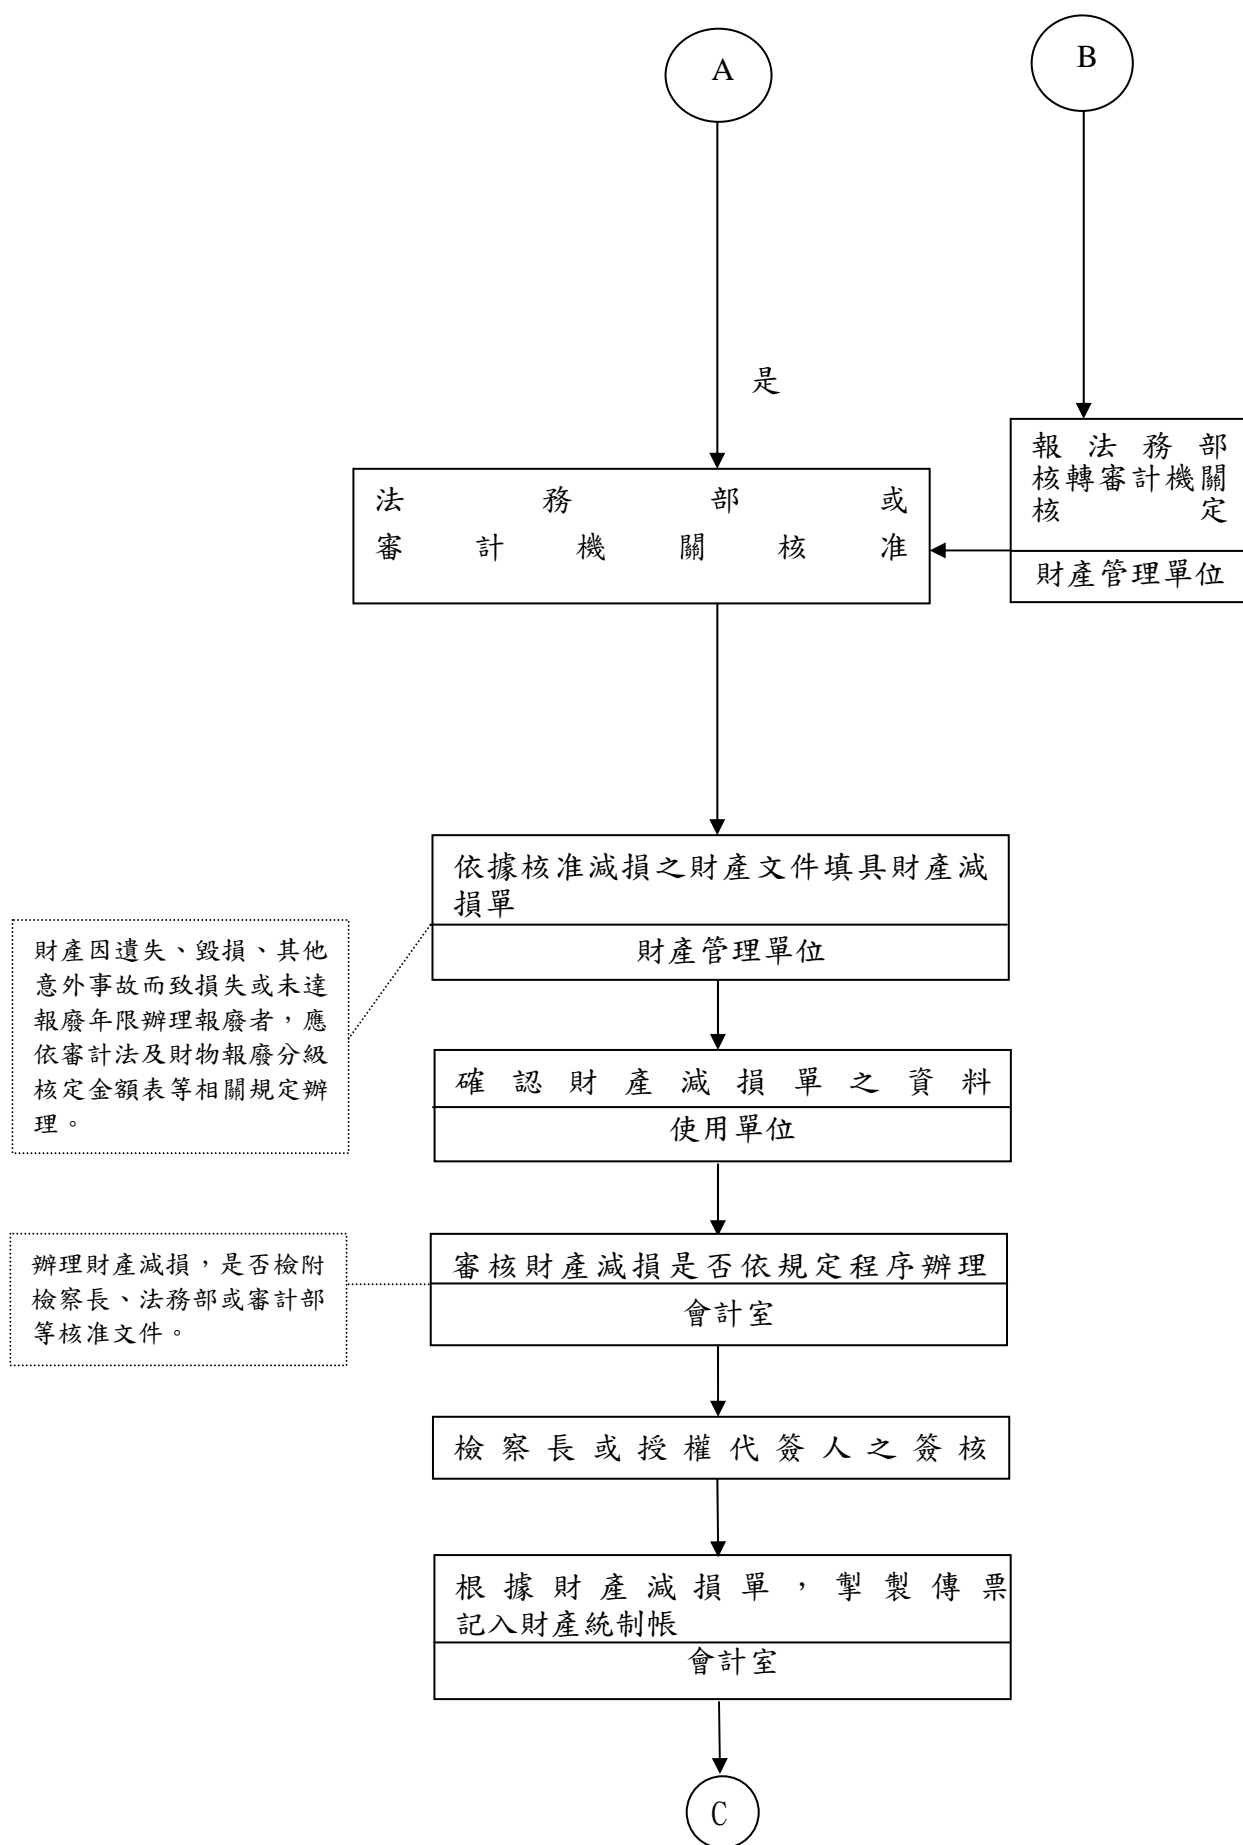 A
B
是
報法務部
核轉審計機關
核定
財產管理單位
法務部或
審計機關核准
依據核准減損之財產文件填具財產減
損單
財產管理單位
財產因遺失、毀損、其他
意外事故而致損失或未達
報廢年限辦理報廢者，應
依審計法及財物報廢分級
核定金額表等相關規定辦
理。
確認財產減損單之資料
使用單位
審核財產減損是否依規定程序辦理
會計室
辦理財產減損，是否檢附
檢察長、法務部或審計部
等核准文件。
檢察長或授權代簽人之簽核
根據財產減損單，掣製傳票
記入財產統制帳
會計室
C